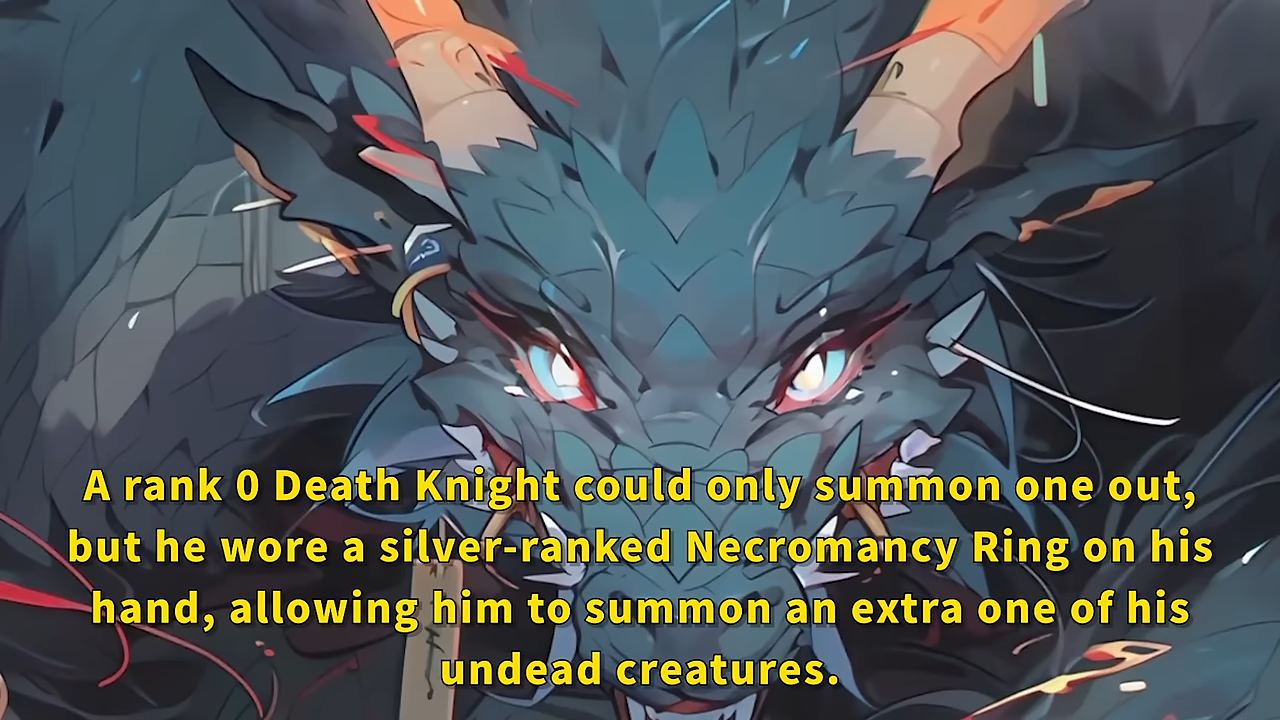 A rank 0 Death Knight could only summon one out,
but he wore a silver-ranked Necromancy Ring on his
hand, allowing him to summon an extra one of his
undead creatures.